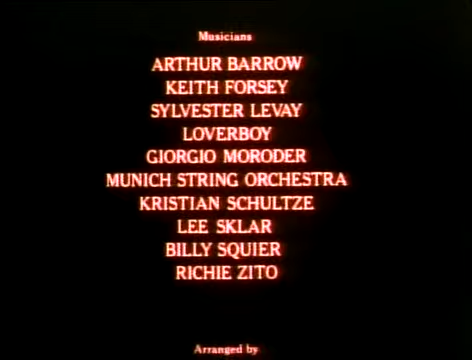 Musicians
ARTHUR BARROW
KEITH FORSEY
SYLVESTER LEVAY
LOVERBOY
GIORGIO MORODER
MUNICH STRING ORCHESTRA
KRISTIAN SCHULTZE
LEE SKLAR
BILLY SQUIER
RICHIE ZITO
Arranged by